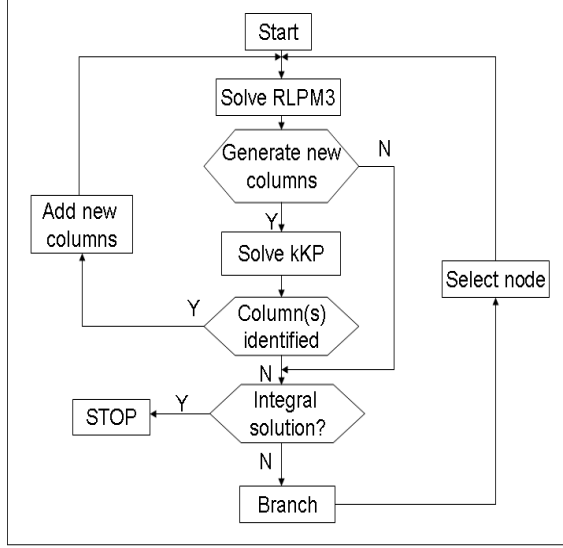 Start
Solve RLPM3
Generate new
columns
N
Y
Add new
columns
Solve kKP
Select node
Y
Column(s)
identified
N
Integral
solution?
Y
STOP
N
Branch